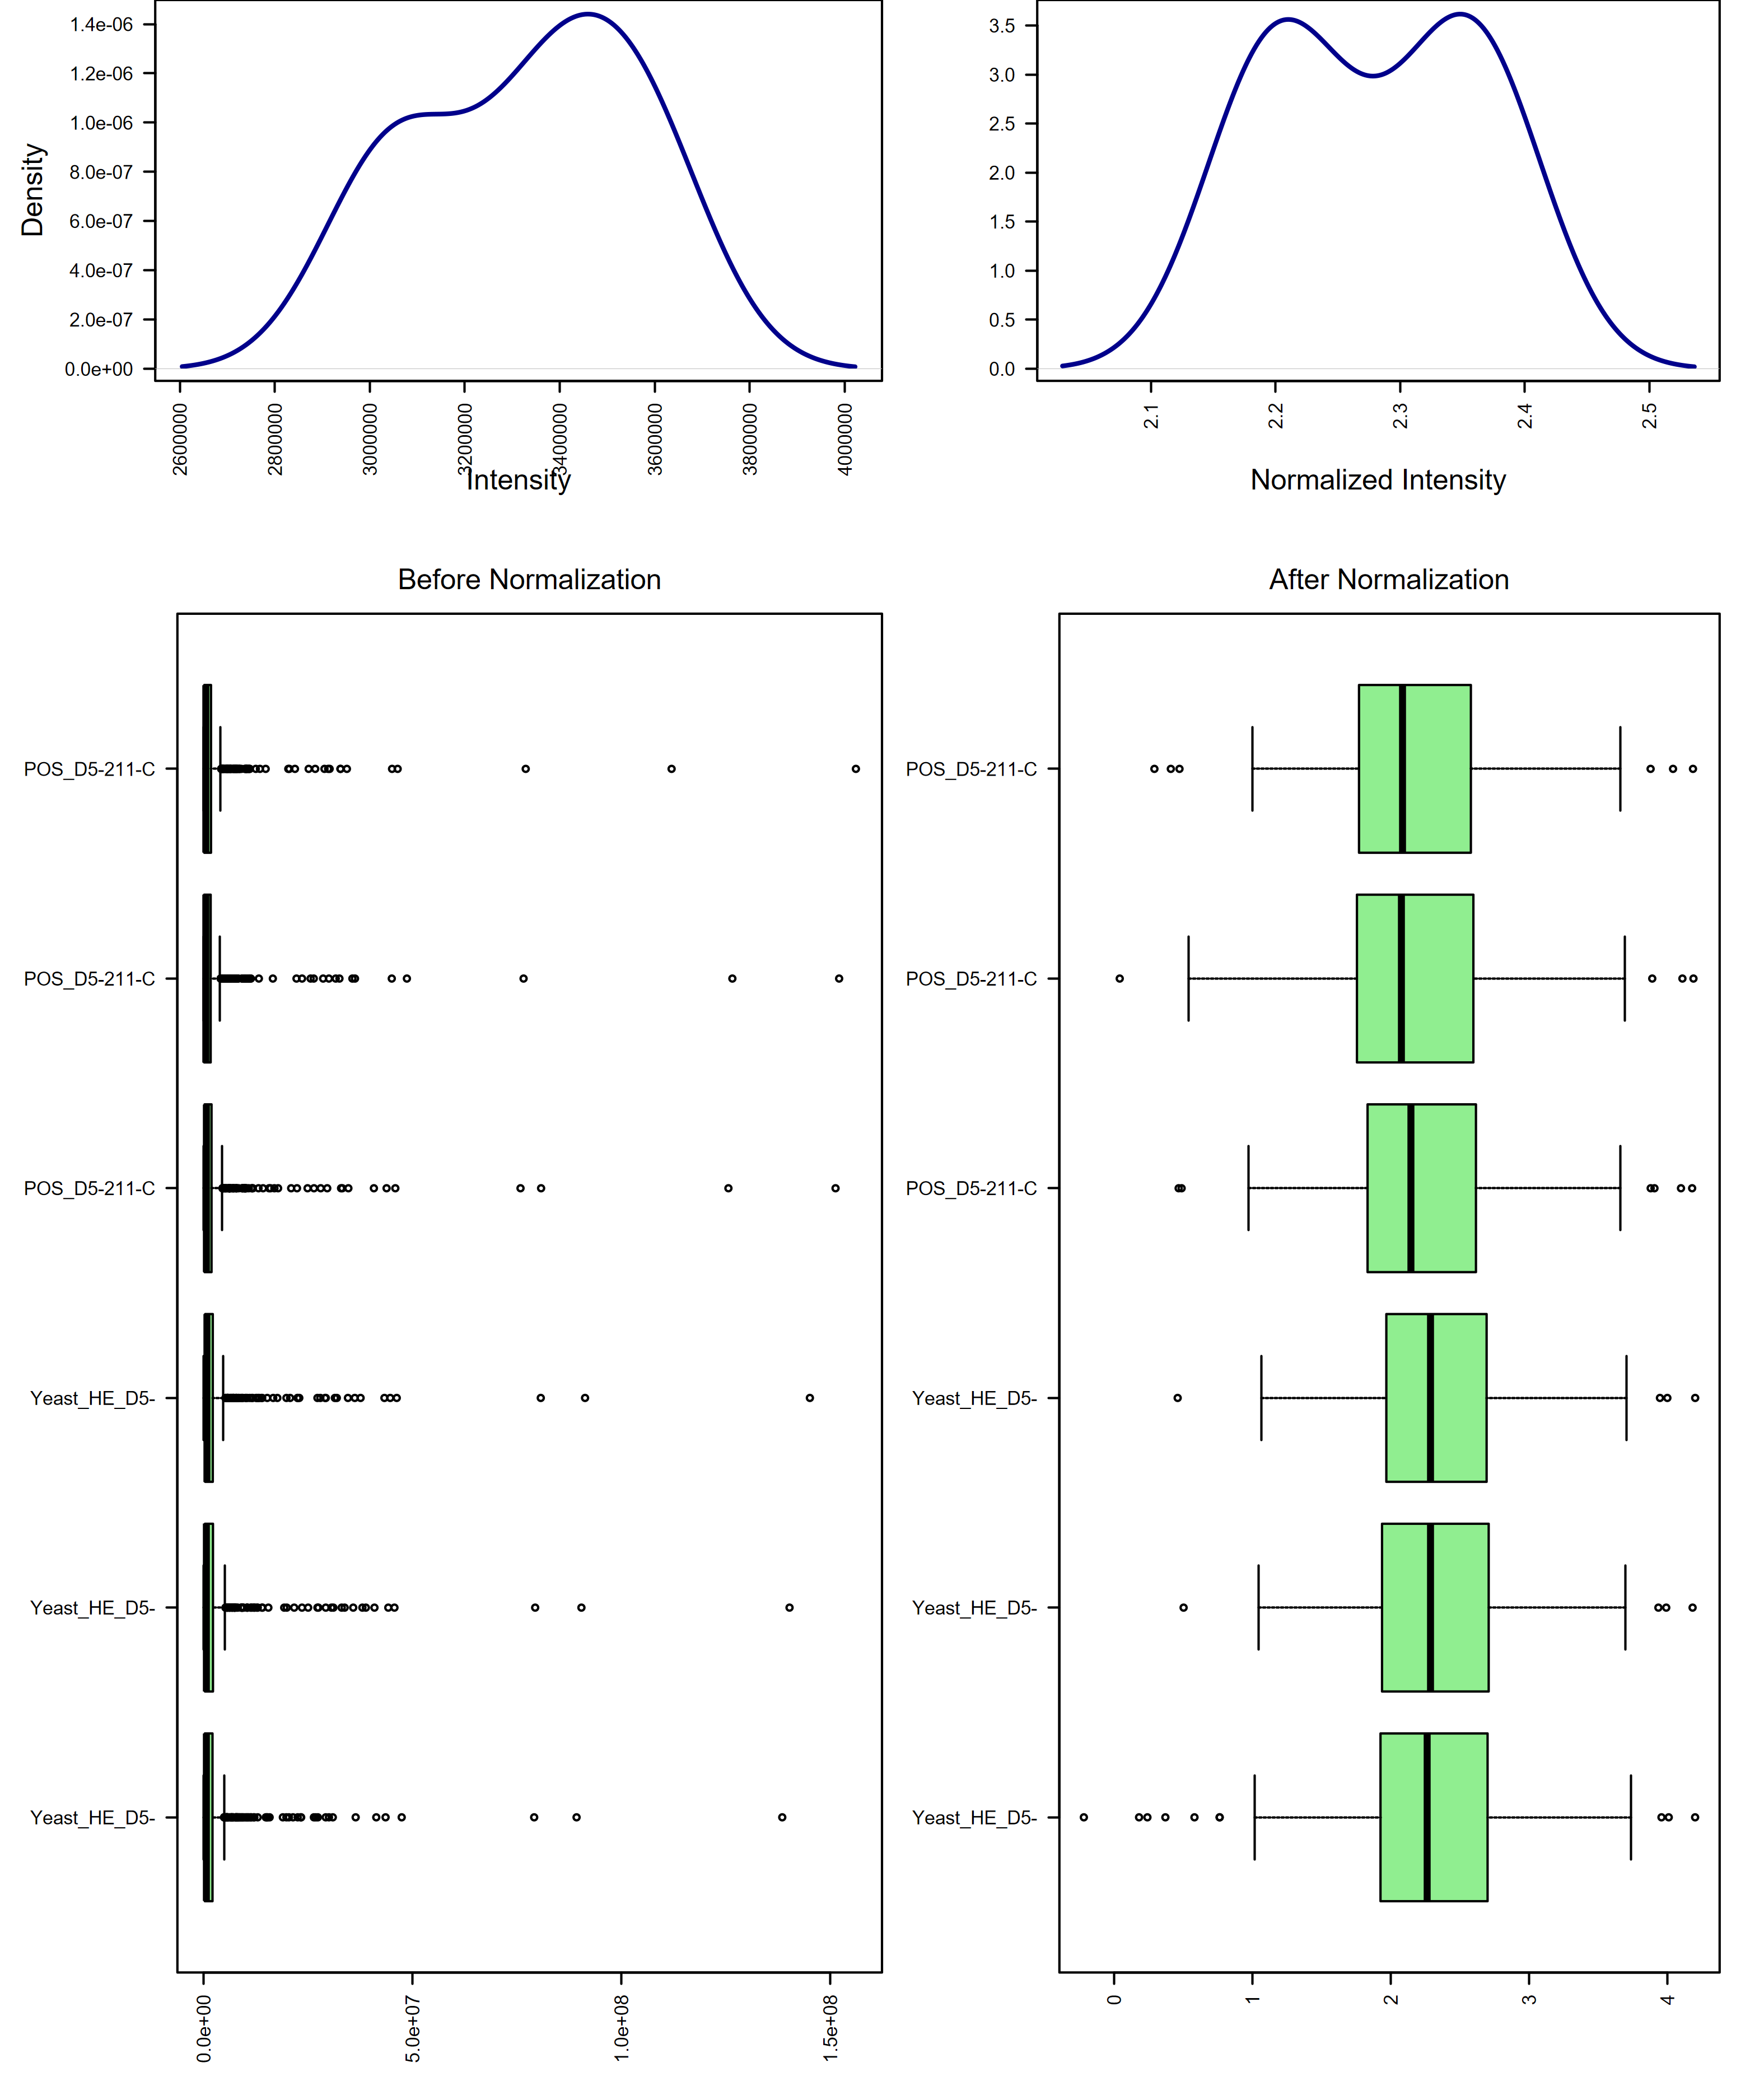 Density
1.4e-06
1.2e-06
1.0e-06
8.0e-07
6.0e-07
4.0e-07
2.0e-07
0.0e+00
2600000
2800000
3000000
3200000
3400000
3600000
3800000
4000000
Intensity
3.5
3.0
2.5
2.0
1.5
1.0
0.5
0.0
2.1
2.2
2.3
2.4
2.5
Normalized Intensity
Before Normalization
POS_D5-211-C
POS_D5-211-C
POS_D5-211-C
Yeast_HE_D5-
Yeast_HE_D5-
Yeast_HE_D5-
0.0e+00
5.0e+07
1.0e+08
1.5e+08
After Normalization
POS_D5-211-C
POS_D5-211-C
POS_D5-211-C
Yeast_HE_D5-
Yeast_HE_D5-
Yeast_HE_D5-
0
1
2
3
4